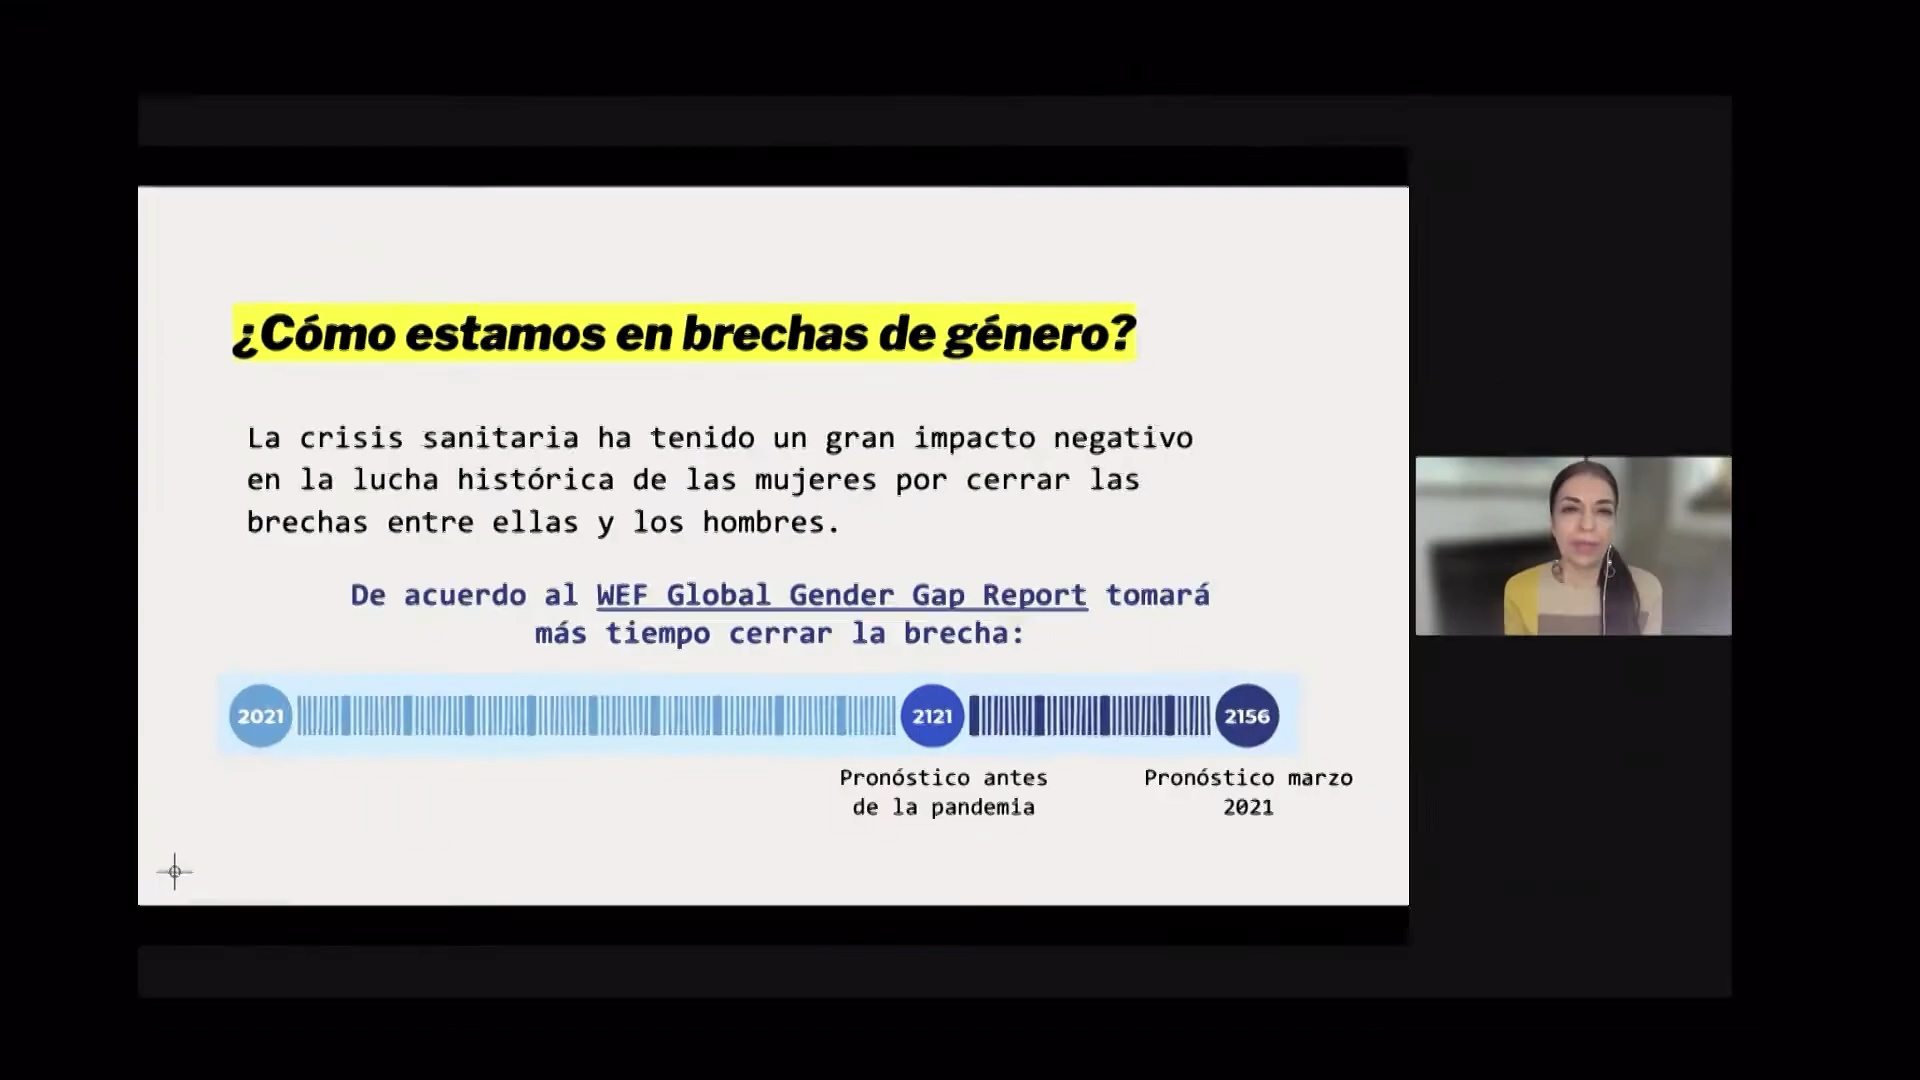 ¿Cómo estamos en brechas de género?
La crisis sanitaria ha tenido un gran impacto negativo
en la lucha histórica de las mujeres por cerrar las
brechas entre ellas y los hombres.
De acuerdo al WEF Global Gender Gap Report tomará
más tiempo cerrar la brecha:
2021
2121
2156
Pronóstico antes
de la pandemia
Pronóstico marzo
2021